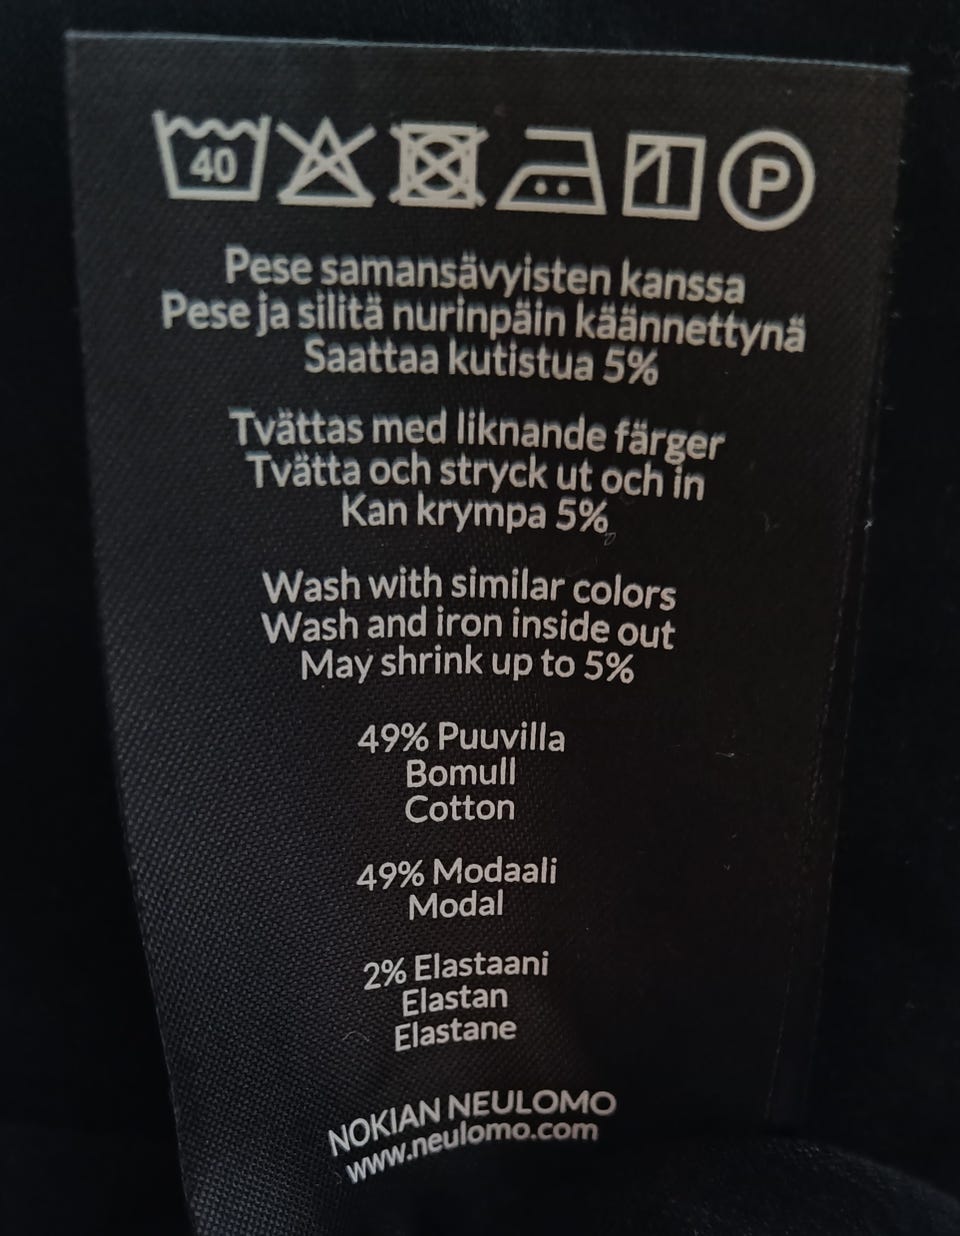 40 P
Pese samansävyisten kanssa
Pese ja silitä nurinpäin käännettynä
Saattaa kutistua 5%
Tvättas med liknande färger
Tvätta och stryck ut och in
Kan krympa 5%
Wash with similar colors
Wash and iron inside out
May shrink up to 5%
49% Puuvilla
Bomull
Cotton
49% Modaali
Modal
2% Elastaani
Elastan
Elastane
NOKIAN NEULOMO
www.neulomo.com